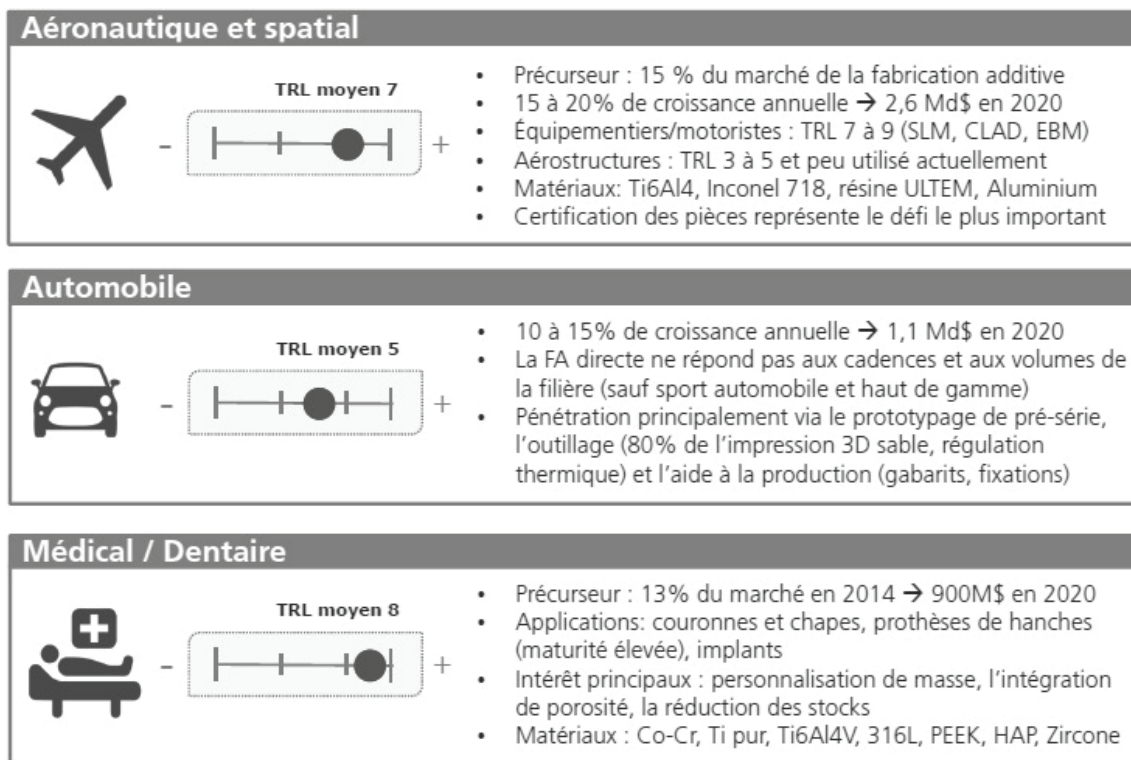 Aéronautique et spatial
TRL moyen 7
- +
• Précurseur : 15 % du marché de la fabrication additive
• 15 à 20% de croissance annuelle → 2,6 Md$ en 2020
• Équipementiers/motoristes : TRL 7 à 9 (SLM, CLAD, EBM)
• Aérostructures : TRL 3 à 5 et peu utilisé actuellement
• Matériaux: Ti6Al4, Inconel 718, résine ULTEM, Aluminium
• Certification des pièces représente le défi le plus important
Automobile
TRL moyen 5
- +
• 10 à 15% de croissance annuelle → 1,1 Md$ en 2020
• La FA directe ne répond pas aux cadences et aux volumes de
la filière (sauf sport automobile et haut de gamme)
• Pénétration principalement via le prototypage de pré-série,
l'outillage (80% de l'impression 3D sable, régulation
thermique) et l'aide à la production (gabarits, fixations)
Médical / Dentaire
TRL moyen 8
- +
• Précurseur : 13% du marché en 2014 → 900M$ en 2020
• Applications: couronnes et chapes, prothèses de hanches
(maturité élevée), implants
• Intérêt principaux : personnalisation de masse, l'intégration
de porosité, la réduction des stocks
• Matériaux : Co-Cr, Ti pur, Ti6Al4V, 316L, PEEK, HAP, Zircone